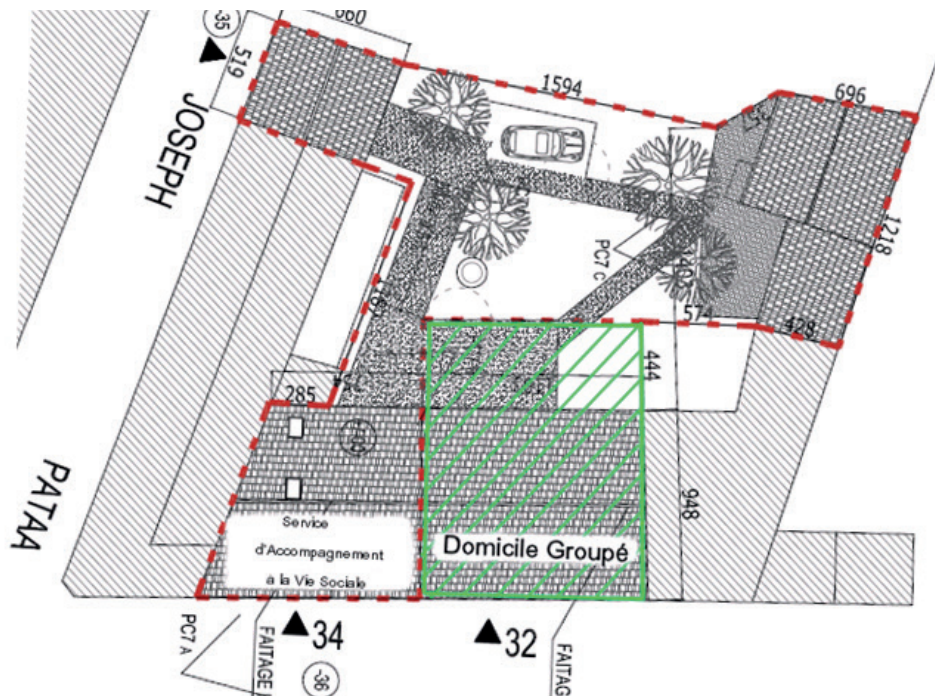 -35
660
519
1594
696
JOSEPH
1218
PC7 C
57
428
444
285
948
PATAA
Service
d'Accompagnement
a la Vie Sociale
Domicile Groupé
PC7 A
FAITAGE
34
32
FAITAG
-36